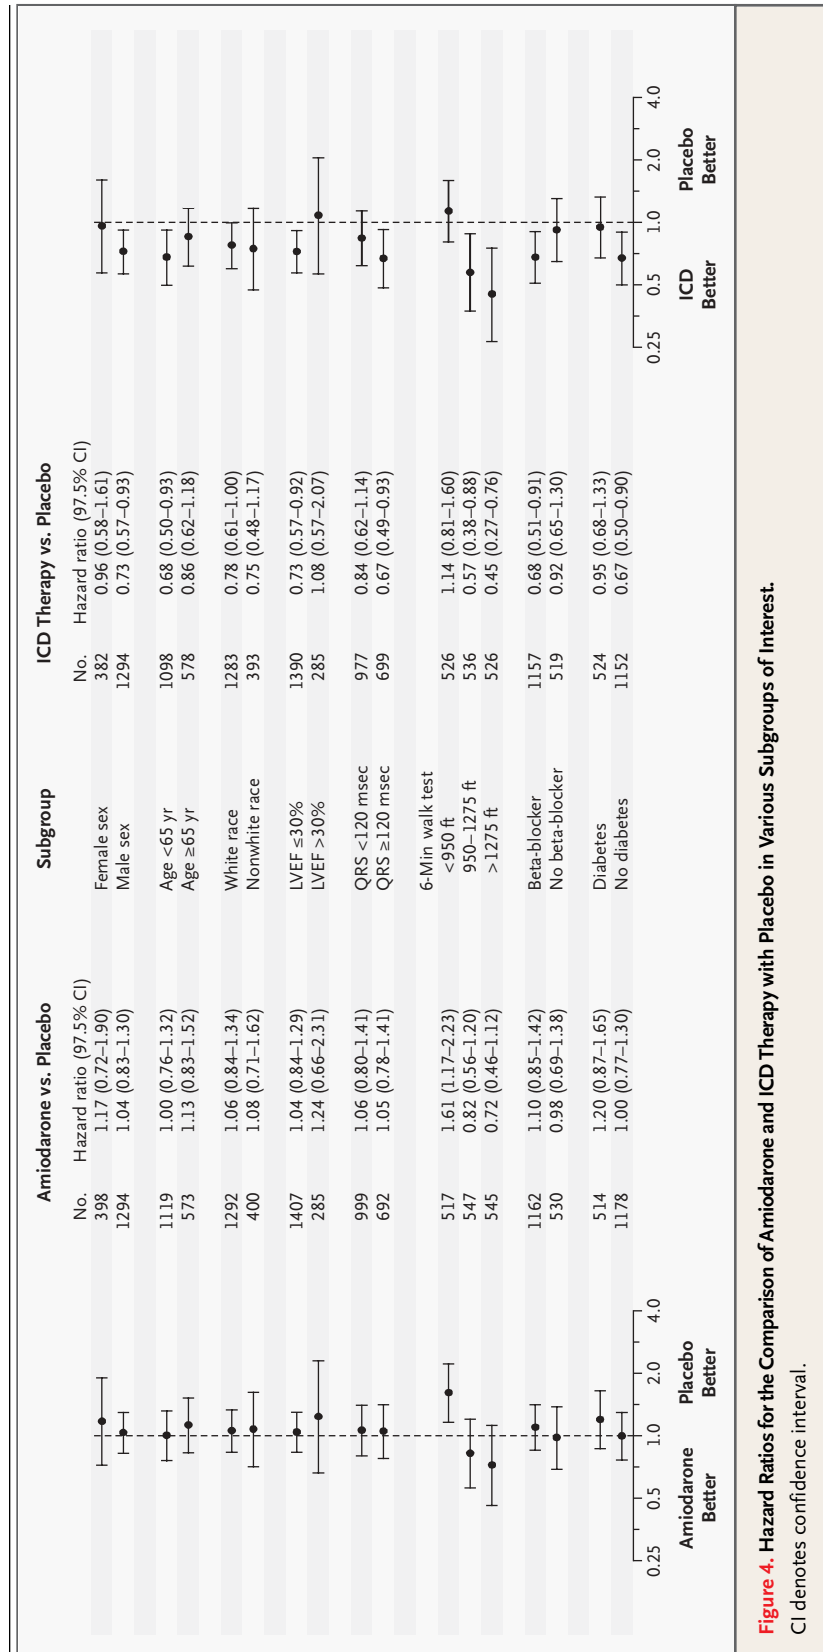 Amiodarone vs. Placebo Subgroup ICD Therapy vs. Placebo
No. Hazard ratio (97.5% CI) No. Hazard ratio (97.5% CI)
398 1.17 (0.72–1.90) Female sex 382 0.96 (0.58–1.61)
1294 1.04 (0.83–1.30) Male sex 1294 0.73 (0.57–0.93)
1119 1.00 (0.76–1.32) Age <65 yr 1098 0.68 (0.50–0.93)
573 1.13 (0.83–1.52) Age ≥65 yr 578 0.86 (0.62–1.18)
1292 1.06 (0.84–1.34) White race 1283 0.78 (0.61–1.00)
400 1.08 (0.71–1.62) Nonwhite race 393 0.75 (0.48–1.17)
1407 1.04 (0.84–1.29) LVEF ≤30% 1390 0.73 (0.57–0.92)
285 1.24 (0.66–2.31) LVEF >30% 285 1.08 (0.57–2.07)
999 1.06 (0.80–1.41) QRS <120 msec 977 0.84 (0.62–1.14)
692 1.05 (0.78–1.41) QRS ≥120 msec 699 0.67 (0.49–0.93)
6-Min walk test
517 1.61 (1.17–2.23) <950 ft 526 1.14 (0.81–1.60)
547 0.82 (0.56–1.20) 950–1275 ft 536 0.57 (0.38–0.88)
545 0.72 (0.46–1.12) >1275 ft 526 0.45 (0.27–0.76)
1162 1.10 (0.85–1.42) Beta-blocker 1157 0.68 (0.51–0.91)
530 0.98 (0.69–1.38) No beta-blocker 519 0.92 (0.65–1.30)
514 1.20 (0.87–1.65) Diabetes 524 0.95 (0.68–1.33)
1178 1.00 (0.77–1.30) No diabetes 1152 0.67 (0.50–0.90)
0.25 0.5 1.0 2.0 4.0 0.25 0.5 1.0 2.0 4.0
Amiodarone Placebo ICD Placebo
Better Better Better Better
Figure 4. Hazard Ratios for the Comparison of Amiodarone and ICD Therapy with Placebo in Various Subgroups of Interest.
CI denotes confidence interval.